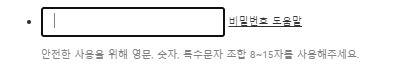 비밀번호 도움말
안전한 사용을 위해 영문, 숫자, 특수문자 조합 8~15자를 사용해주세요.